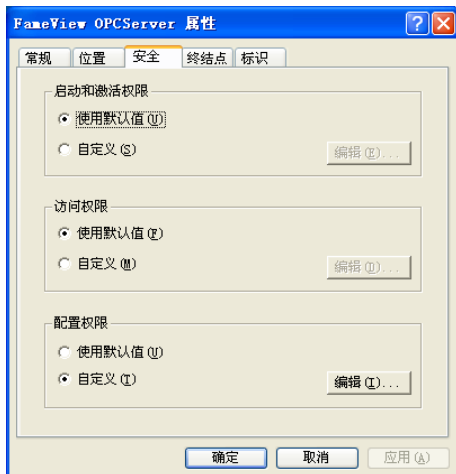 FameView OPCServer 属性
常规 位置 安全 终结点 标识
启动和激活权限
使用默认值(U)
自定义(S) 编辑(E)...
访问权限
使用默认值(F)
自定义(M) 编辑(D)...
配置权限
使用默认值(U)
自定义(T) 编辑(I)...
确定 取消 应用(A)